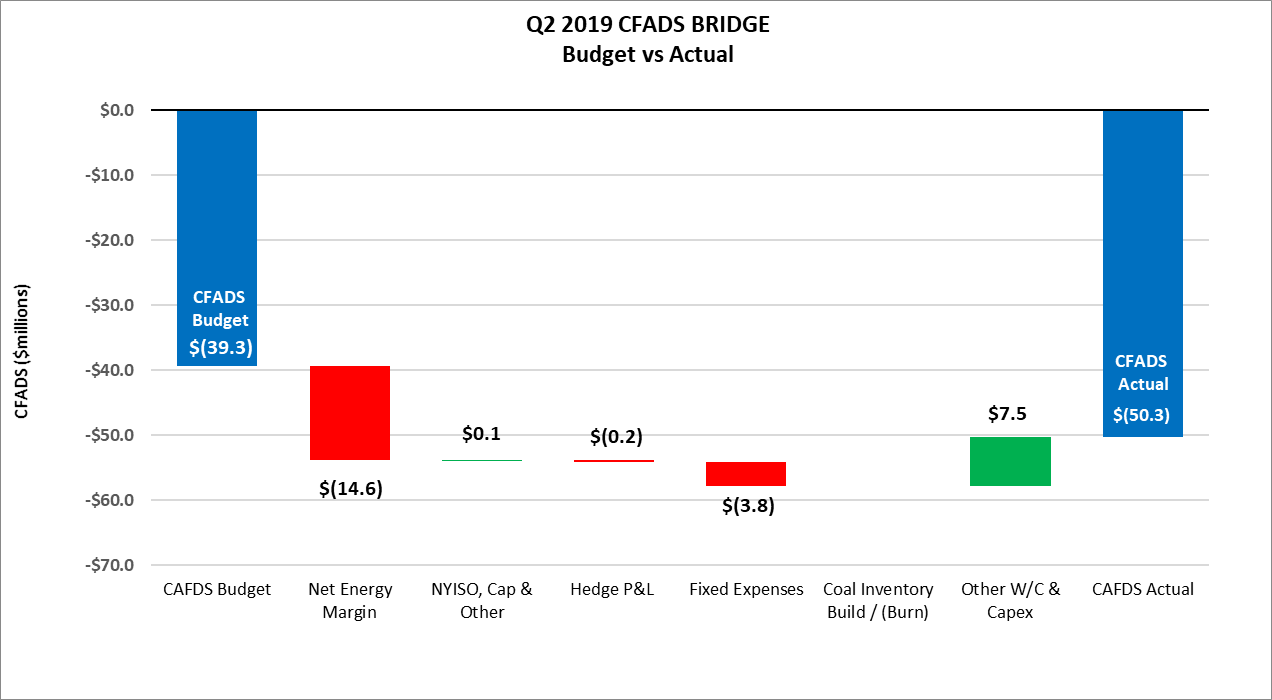 Q2 2019 CFADS BRIDGE
Budget vs Actual
CFADS ($millions)
$0.0
-$10.0
-$20.0
-$30.0
-$40.0
-$50.0
-$60.0
-$70.0
CFADS
Budget
$(39.3)
$(14.6)
$0.1
$(0.2)
$(3.8)
$7.5
CFADS
Actual
$(50.3)
CAFDS Budget
Net Energy
Margin
NYISO, Cap &
Other
Hedge P&L
Fixed Expenses
Coal Inventory
Build / (Burn)
Other W/C &
Capex
CAFDS Actual